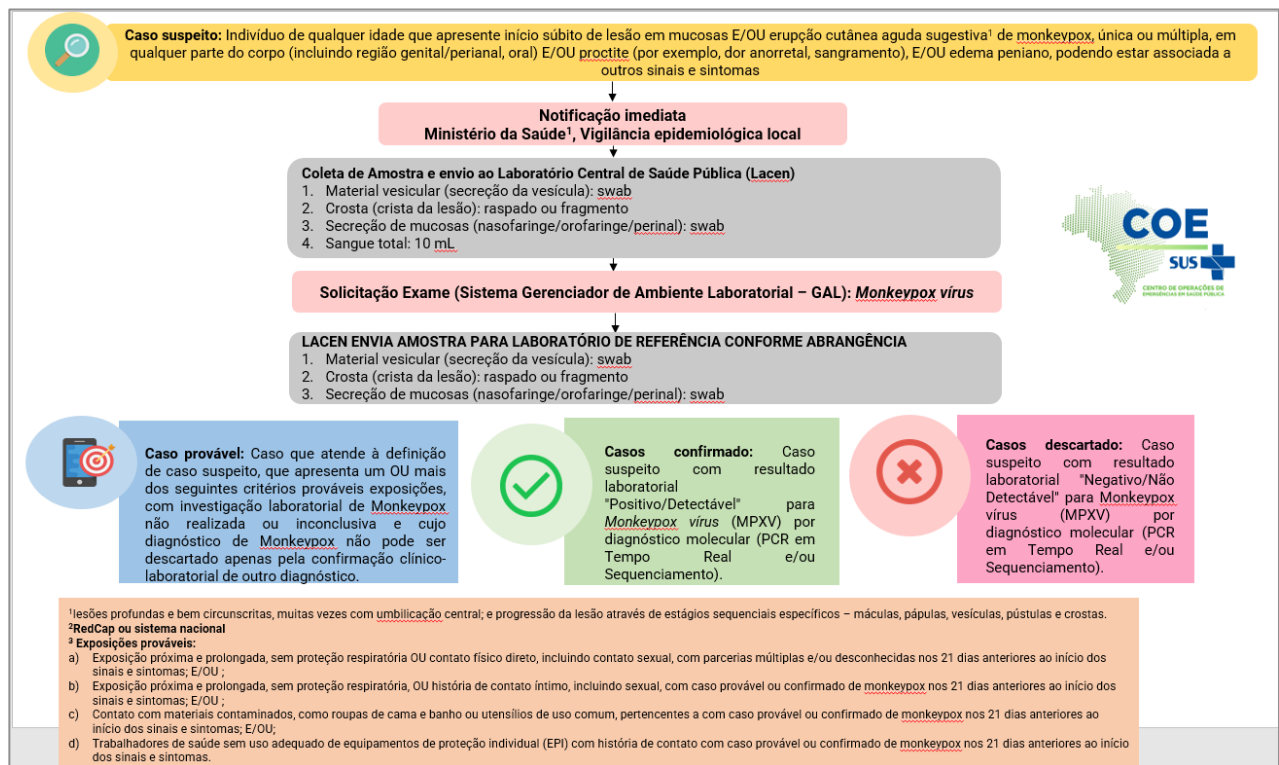 Caso suspeito: Indivíduo de qualquer idade que apresente início súbito de lesão em mucosas E/OU erupção cutânea aguda sugestiva¹ de monkeypox, única ou múltipla, em
qualquer parte do corpo (incluindo região genital/perianal, oral) E/OU proctite (por exemplo, dor anorretal, sangramento), E/OU edema peniano, podendo estar associada a
outros sinais e sintomas
Notificação imediata
Ministério da Saúde¹, Vigilância epidemiológica local
Coleta de Amostra e envio ao Laboratório Central de Saúde Pública (Lacen)
1. Material vesicular (secreção da vesícula): swab
2. Crosta (crista da lesão): raspado ou fragmento
3. Secreção de mucosas (nasofaringe/orofaringe/perinal): swab
4. Sangue total: 10 mL
COE
SUS
CENTRO DE OPERAÇÕES DE
EMERGÊNCIAS EM SAÚDE PÚBLICA
Solicitação Exame (Sistema Gerenciador de Ambiente Laboratorial – GAL): Monkeypox vírus
LACEN ENVIA AMOSTRA PARA LABORATÓRIO DE REFERÊNCIA CONFORME ABRANGÊNCIA
1. Material vesicular (secreção da vesícula): swab
2. Crosta (crista da lesão): raspado ou fragmento
3. Secreção de mucosas (nasofaringe/orofaringe/perinal): swab
Caso provável: Caso que atende à definição
de caso suspeito, que apresenta um OU mais
dos seguintes critérios prováveis exposições,
com investigação laboratorial de Monkeypox
não realizada ou inconclusiva e cujo
diagnóstico de Monkeypox não pode ser
descartado apenas pela confirmação clínico-
laboratorial de outro diagnóstico.
Casos confirmado: Caso
suspeito com resultado
laboratorial
"Positivo/Detectável" para
Monkeypox vírus (MPXV) por
diagnóstico molecular (PCR em
Tempo Real e/ou
Sequenciamento).
Casos descartado: Caso
suspeito com resultado
laboratorial "Negativo/Não
Detectável" para Monkeypox
vírus (MPXV) por
diagnóstico molecular (PCR
em Tempo Real e/ou
Sequenciamento).
¹lesões profundas e bem circunscritas, muitas vezes com umbilicação central; e progressão da lesão através de estágios sequenciais específicos – máculas, pápulas, vesículas, pústulas e crostas.
²RedCap ou sistema nacional
³ Exposições prováveis:
a) Exposição próxima e prolongada, sem proteção respiratória OU contato físico direto, incluindo contato sexual, com parcerias múltiplas e/ou desconhecidas nos 21 dias anteriores ao início dos
sinais e sintomas; E/OU ;
b) Exposição próxima e prolongada, sem proteção respiratória, OU história de contato íntimo, incluindo sexual, com caso provável ou confirmado de monkeypox nos 21 dias anteriores ao início dos
sinais e sintomas; E/OU ;
c) Contato com materiais contaminados, como roupas de cama e banho ou utensílios de uso comum, pertencentes a com caso provável ou confirmado de monkeypox nos 21 dias anteriores ao
início dos sinais e sintomas; E/OU;
d) Trabalhadores de saúde sem uso adequado de equipamentos de proteção individual (EPI) com história de contato com caso provável ou confirmado de monkeypox nos 21 dias anteriores ao início
dos sinais e sintomas.